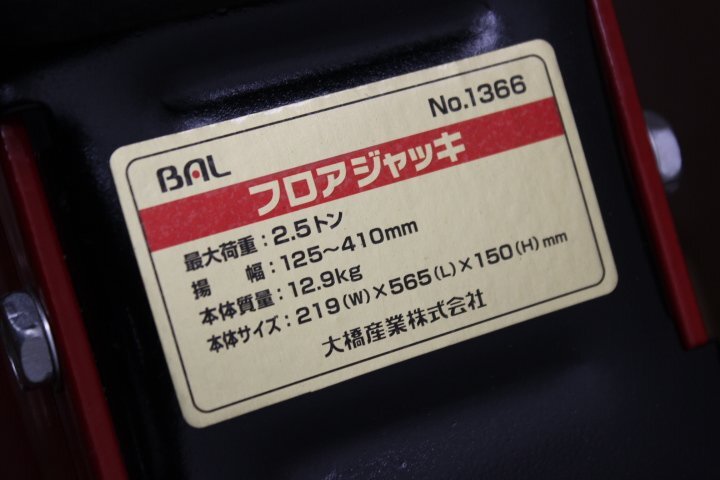 No.1366
BAL
フロアジャッキ
最大荷重：2.5トン
揚　幅：125～410mm
本体質量：12.9kg
本体サイズ：219(W)×565(L)×150(H)mm
大橋産業株式会社